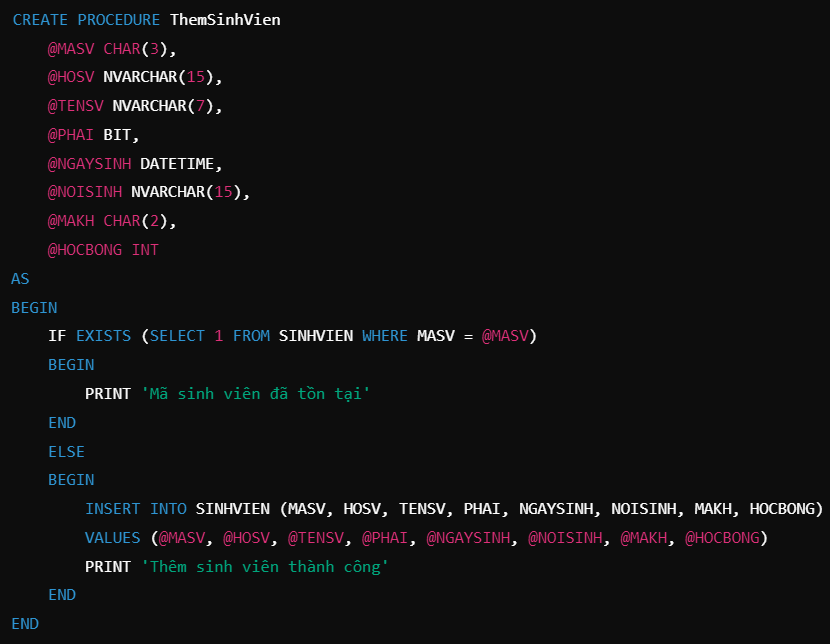 CREATE PROCEDURE ThemSinhVien
@MASV CHAR(3),
@HOSV NVARCHAR(15),
@TENSV NVARCHAR(7),
@PHAI BIT,
@NGAYSINH DATETIME,
@NOISINH NVARCHAR(15),
@MAKH CHAR(2),
@HOCBONG INT
AS
BEGIN
IF EXISTS (SELECT 1 FROM SINHVIEN WHERE MASV = @MASV)
BEGIN
PRINT 'Mã sinh viên đã tồn tại'
END
ELSE
BEGIN
INSERT INTO SINHVIEN (MASV, HOSV, TENSV, PHAI, NGAYSINH, NOISINH, MAKH, HOCBONG)
VALUES (@MASV, @HOSV, @TENSV, @PHAI, @NGAYSINH, @NOISINH, @MAKH, @HOCBONG)
PRINT 'Thêm sinh viên thành công'
END
END